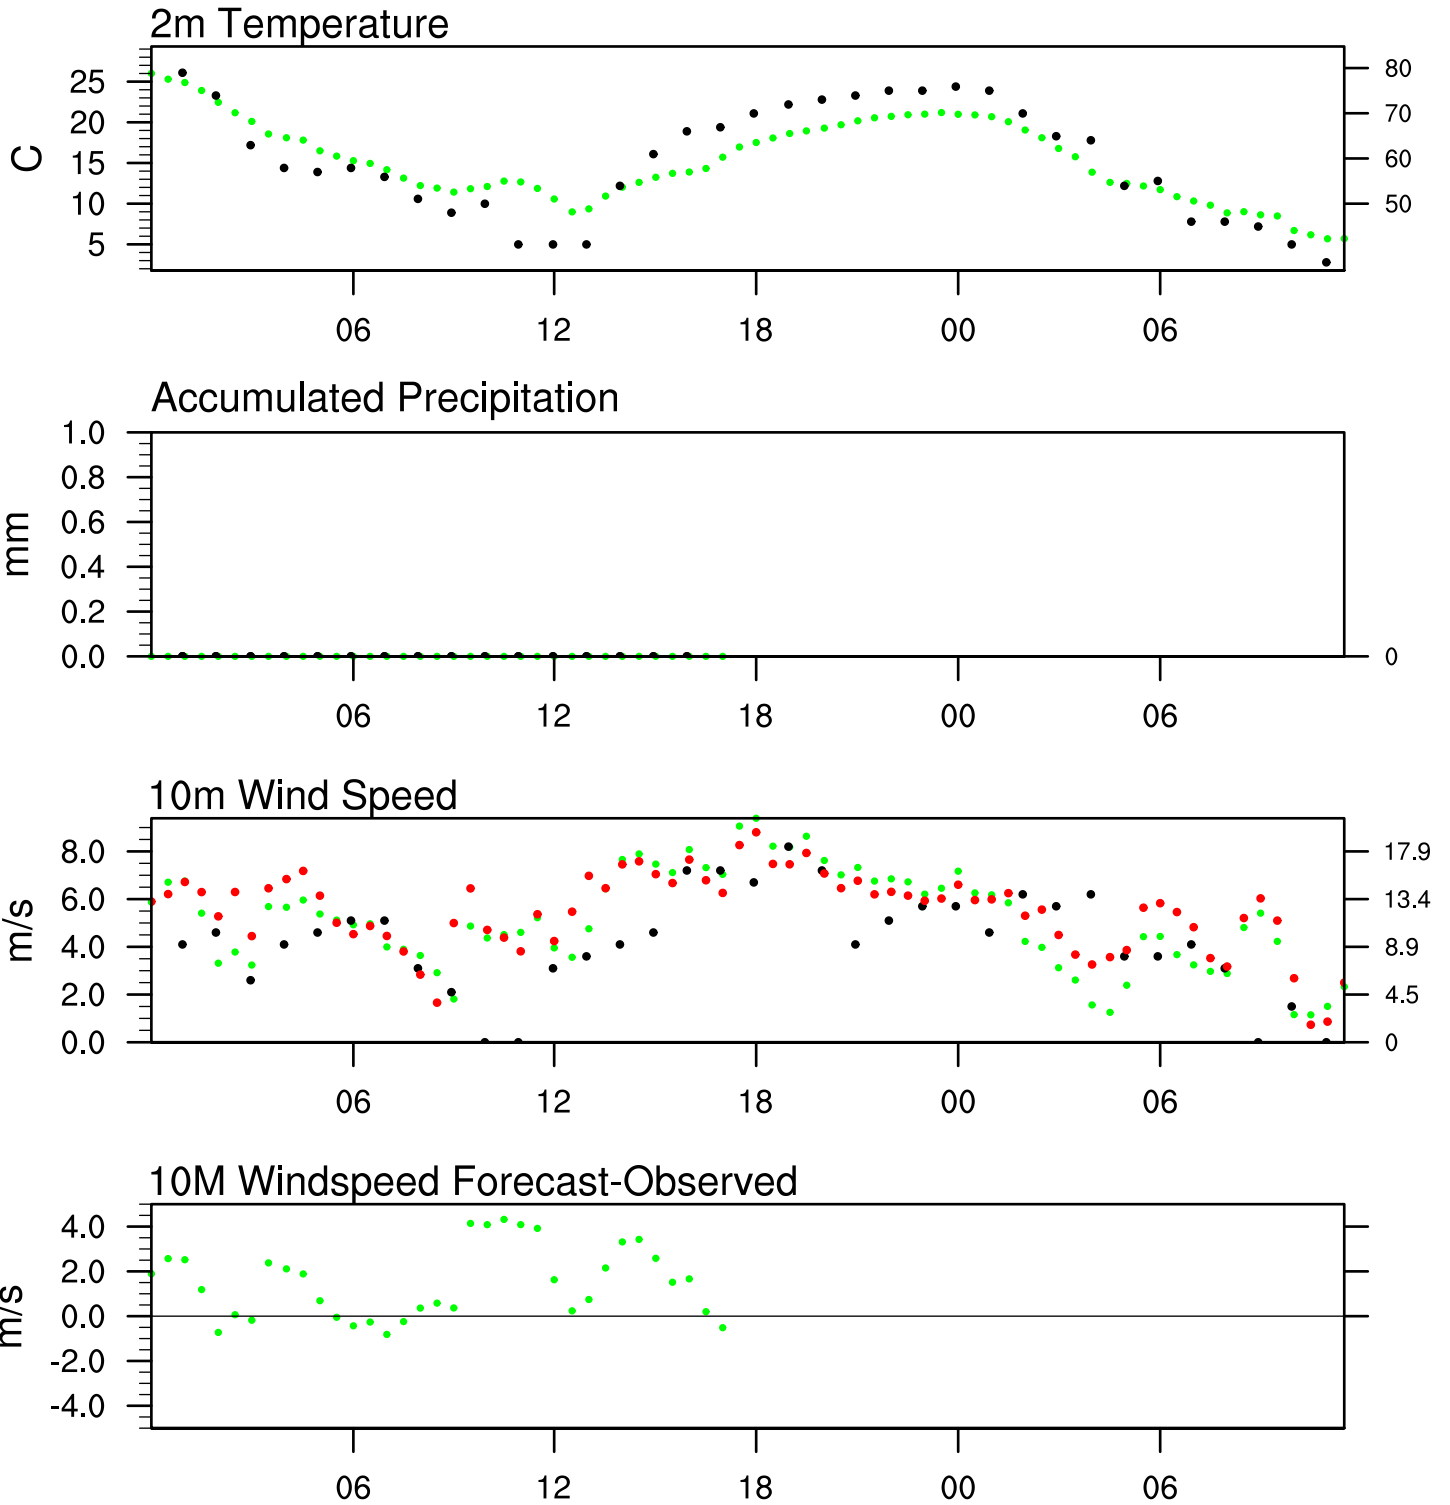 2m Temperature
25
20
15
10
5
C
80
70
60
50
06 12 18 00 06
Accumulated Precipitation
1.0
0.8
0.6
0.4
0.2
0.0
mm
0
06 12 18 00 06
10m Wind Speed
8.0
6.0
4.0
2.0
0.0
m/s
17.9
13.4
8.9
4.5
0
06 12 18 00 06
10M Windspeed Forecast-Observed
4.0
2.0
0.0
-2.0
-4.0
m/s
06 12 18 00 06